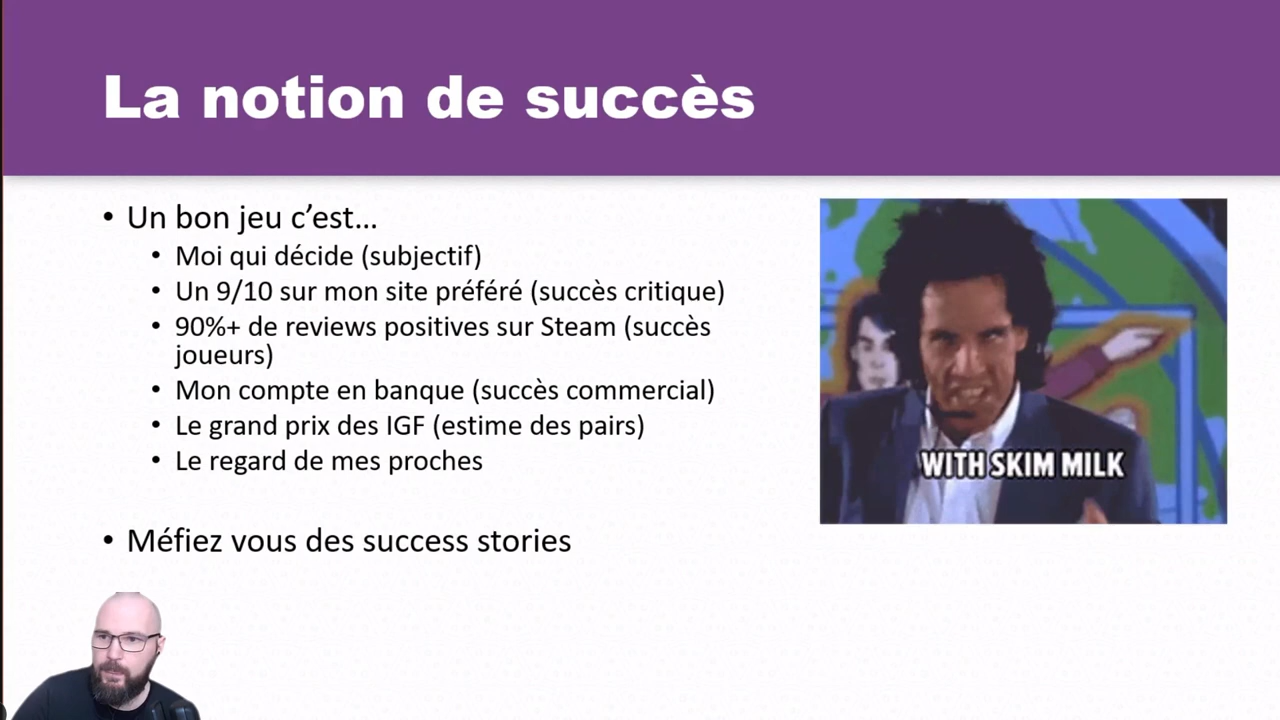 La notion de succès
• Un bon jeu c’est…
• Moi qui décide (subjectif)
• Un 9/10 sur mon site préféré (succès critique)
• 90%+ de reviews positives sur Steam (succès
joueurs)
• Mon compte en banque (succès commercial)
• Le grand prix des IGF (estime des pairs)
• Le regard de mes proches
• Méfiez vous des success stories
WITH SKIM MILK